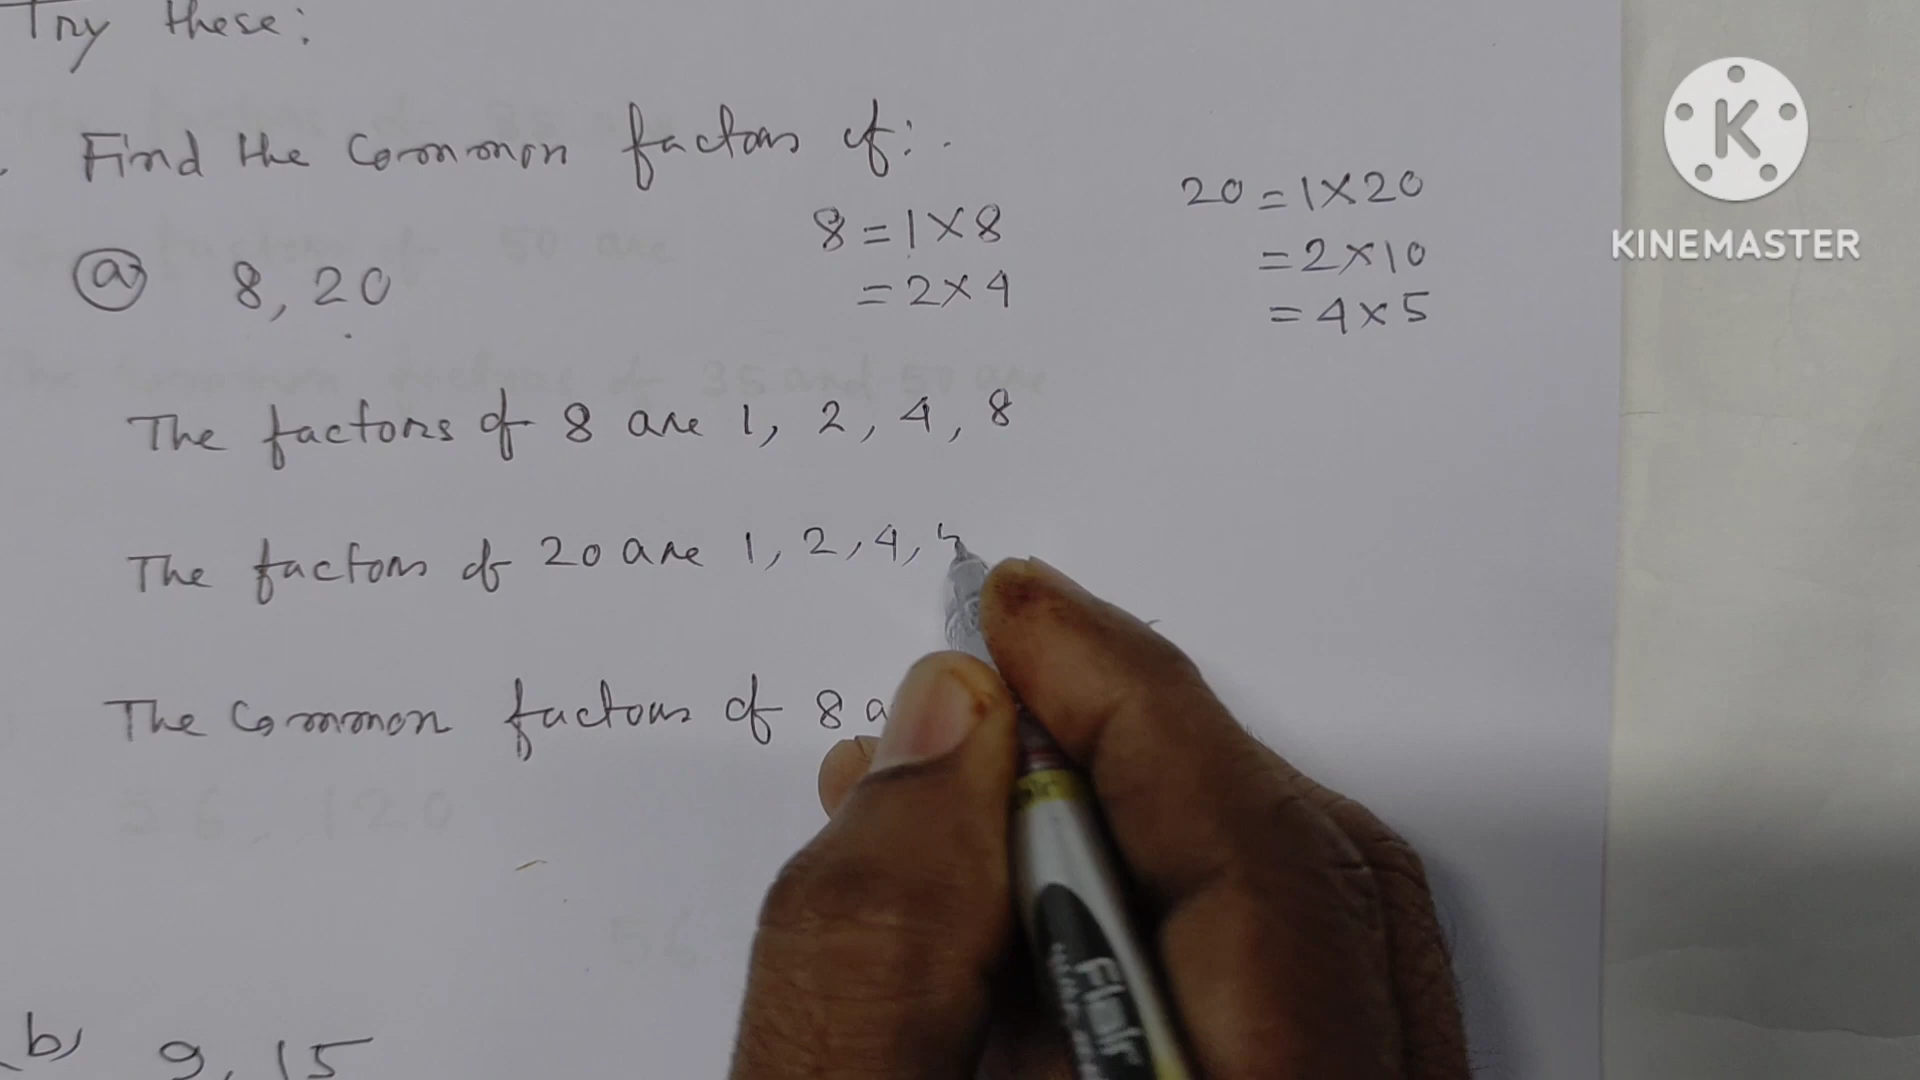 Try these:
Find the common factors of:
8 = 1 × 8
= 2 × 4
20 = 1 × 20
= 2 × 10
= 4 × 5
KINEMASTER
(a) 8, 20
The factors of 8 are 1, 2, 4, 8
The factors of 20 are 1, 2, 4, 5
The common factors of 8 a
b) 9, 15
Flair